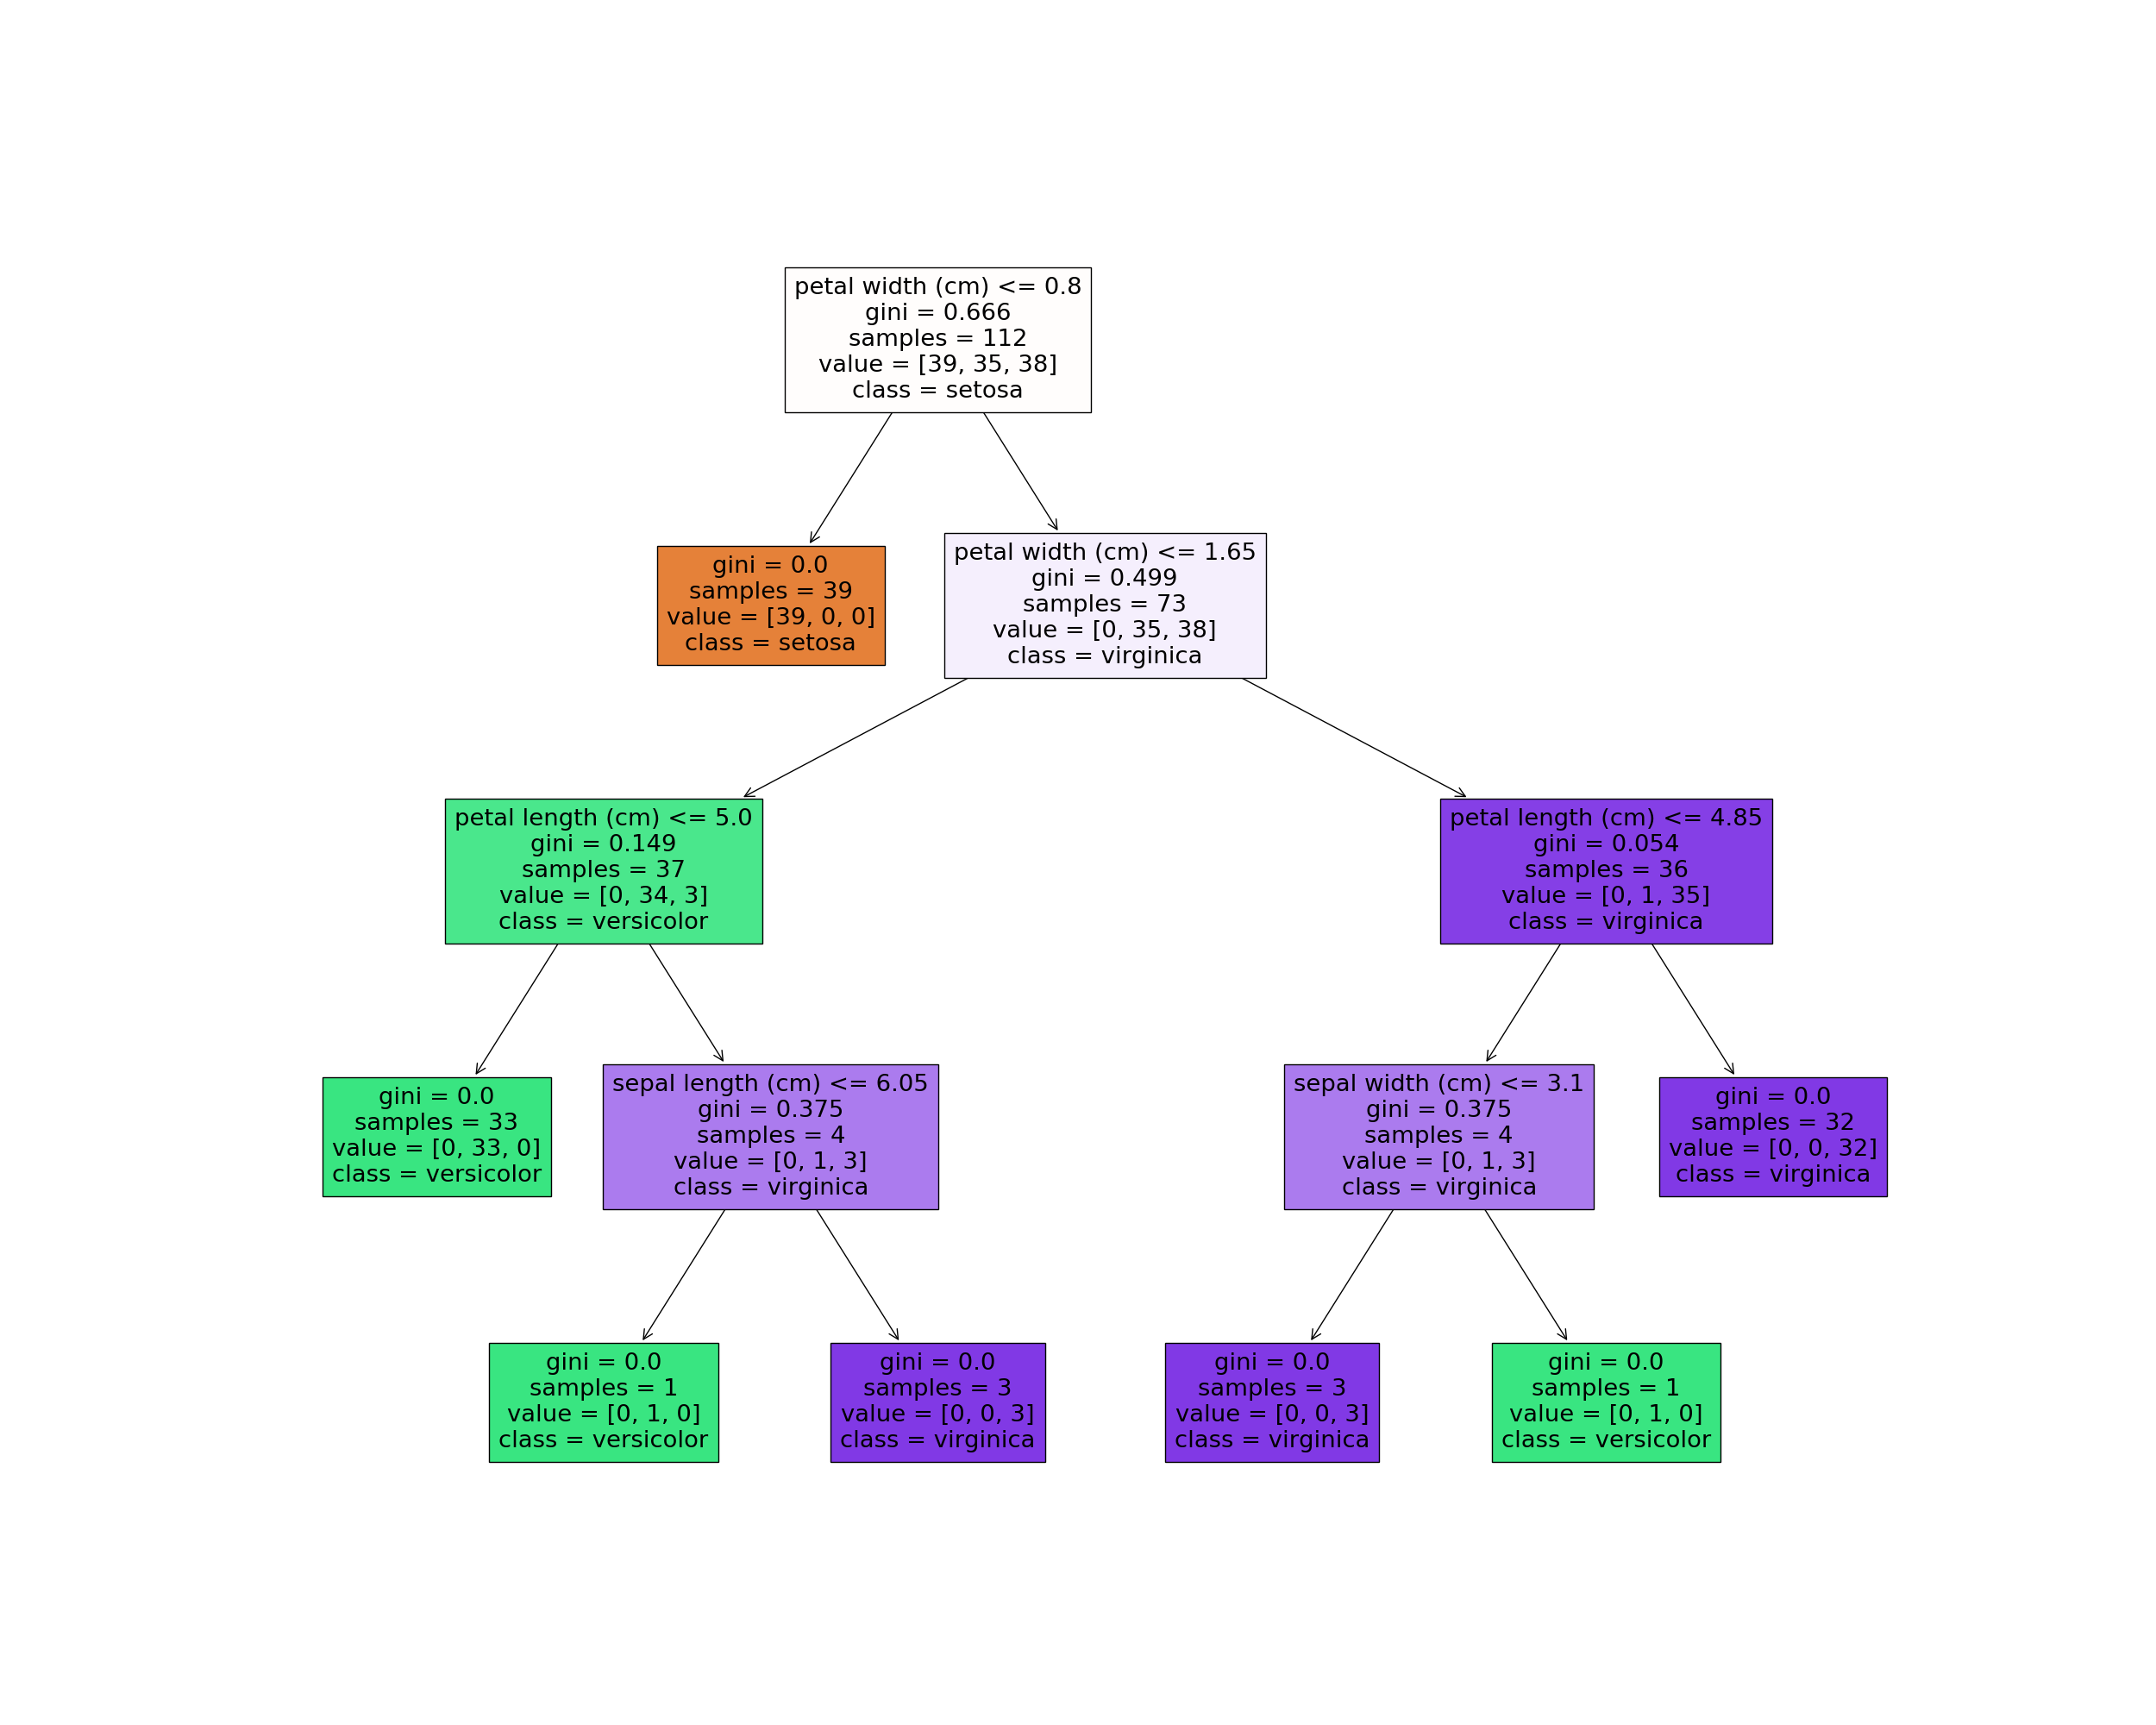 petal width (cm) <= 0.8
gini = 0.666
samples = 112
value = [39, 35, 38]
class = setosa
gini = 0.0
samples = 39
value = [39, 0, 0]
class = setosa
petal width (cm) <= 1.65
gini = 0.499
samples = 73
value = [0, 35, 38]
class = virginica
petal length (cm) <= 5.0
gini = 0.149
samples = 37
value = [0, 34, 3]
class = versicolor
petal length (cm) <= 4.85
gini = 0.054
samples = 36
value = [0, 1, 35]
class = virginica
gini = 0.0
samples = 33
value = [0, 33, 0]
class = versicolor
sepal length (cm) <= 6.05
gini = 0.375
samples = 4
value = [0, 1, 3]
class = virginica
sepal width (cm) <= 3.1
gini = 0.375
samples = 4
value = [0, 1, 3]
class = virginica
gini = 0.0
samples = 32
value = [0, 0, 32]
class = virginica
gini = 0.0
samples = 1
value = [0, 1, 0]
class = versicolor
gini = 0.0
samples = 3
value = [0, 0, 3]
class = virginica
gini = 0.0
samples = 3
value = [0, 0, 3]
class = virginica
gini = 0.0
samples = 1
value = [0, 1, 0]
class = versicolor